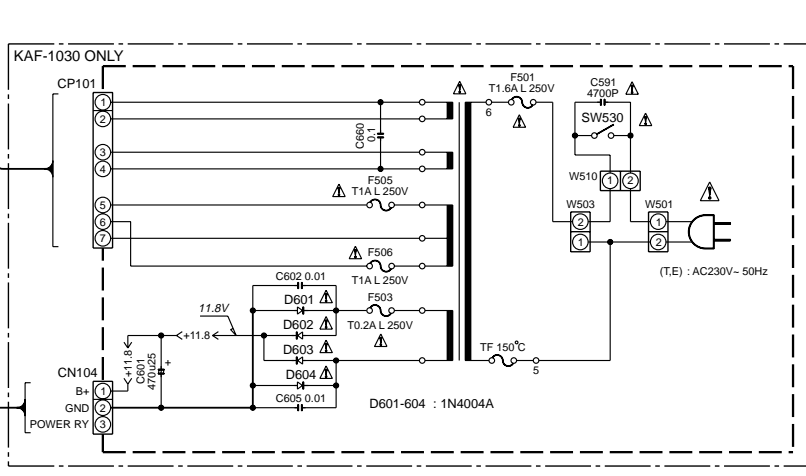 KAF-1030 ONLY
CP101
1
2
3
4
5
6
7
C660
0.1
F505
T1A L 250V
F506
T1A L 250V
F501
T1.6A L 250V
6
C591
4700P
SW530
W510
1 2
W503
2
1
W501
1
2
(T,E) : AC230V~ 50Hz
C602 0.01
D601
D602
D603
D604
C605 0.01
F503
T0.2A L 250V
11.8V
+11.8
+11.8
C601
470u25
+
TF 150°C
5
D601-604 : 1N4004A
CN104
B+ 1
GND 2
POWER RY 3